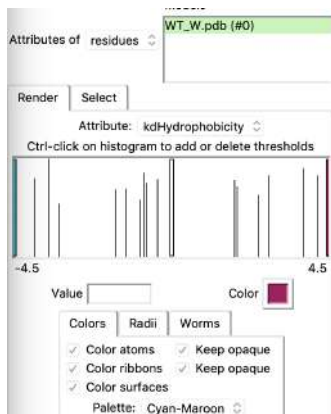 Attributes of residues
WT_W.pdb (#0)
Render Select
Attribute: kdHydrophobicity
Ctrl-click on histogram to add or delete thresholds
-4.5 4.5
Value Color
Colors Radii Worms
Color atoms Keep opaque
Color ribbons Keep opaque
Color surfaces
Palette: Cyan-Maroon